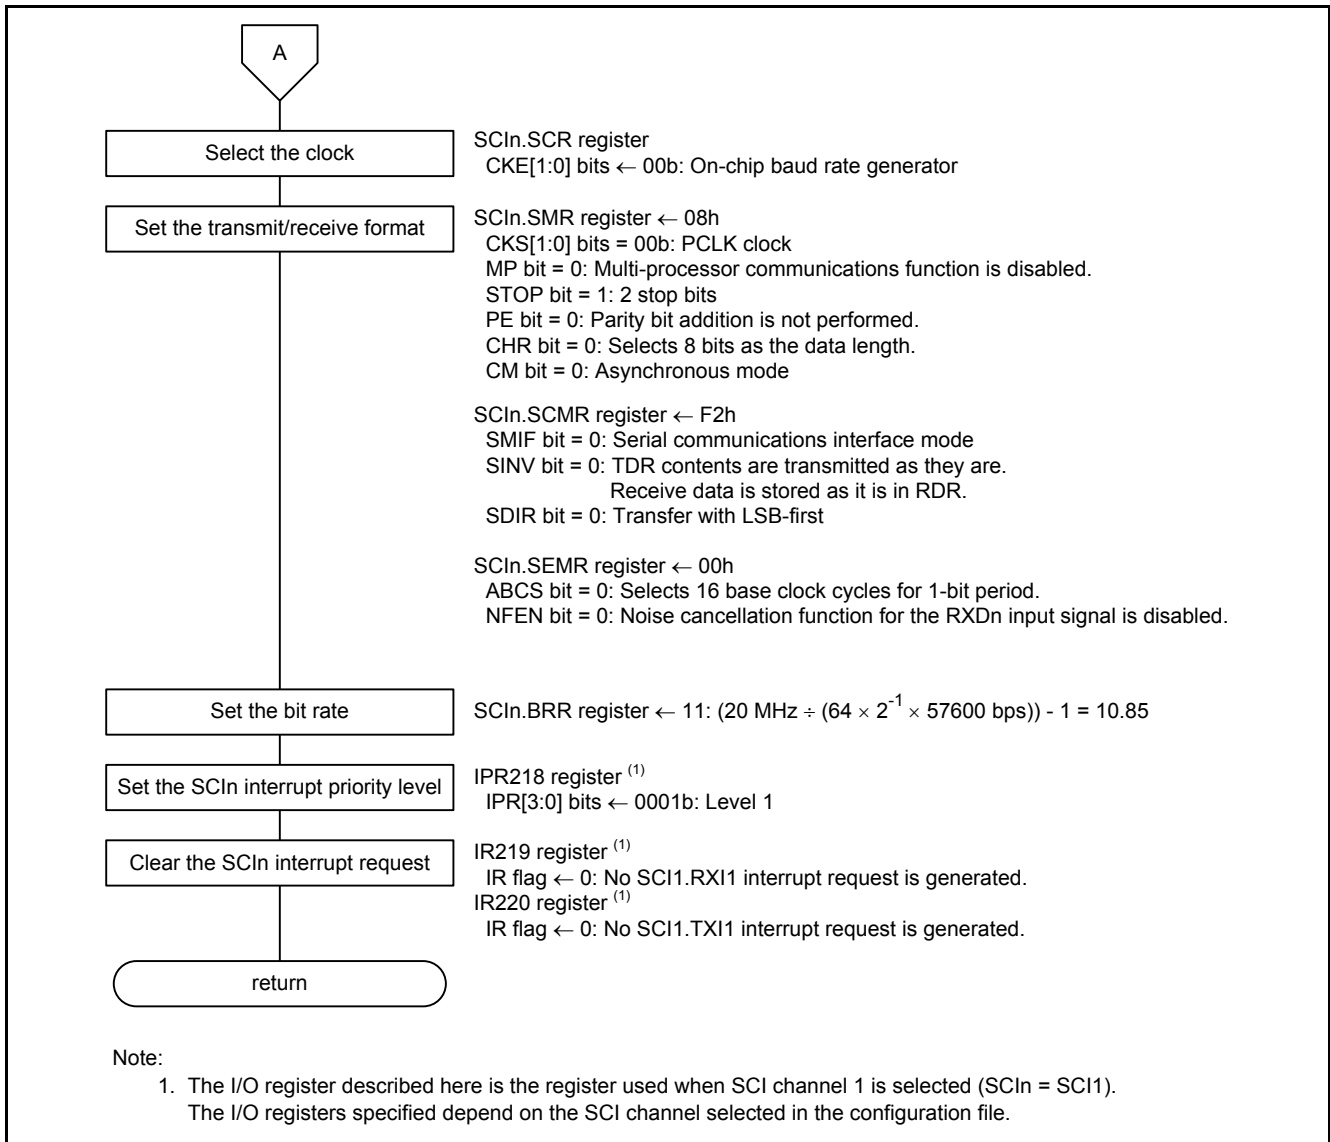 A
Select the clock
SCIn.SCR register
CKE[1:0] bits ← 00b: On-chip baud rate generator
Set the transmit/receive format
SCIn.SMR register ← 08h
CKS[1:0] bits = 00b: PCLK clock
MP bit = 0: Multi-processor communications function is disabled.
STOP bit = 1: 2 stop bits
PE bit = 0: Parity bit addition is not performed.
CHR bit = 0: Selects 8 bits as the data length.
CM bit = 0: Asynchronous mode
SCIn.SCMR register ← F2h
SMIF bit = 0: Serial communications interface mode
SINV bit = 0: TDR contents are transmitted as they are.
Receive data is stored as it is in RDR.
SDIR bit = 0: Transfer with LSB-first
SCIn.SEMR register ← 00h
ABCS bit = 0: Selects 16 base clock cycles for 1-bit period.
NFEN bit = 0: Noise cancellation function for the RXDn input signal is disabled.
Set the bit rate
SCIn.BRR register ← 11: (20 MHz ÷ (64 × 2⁻¹ × 57600 bps)) - 1 = 10.85
Set the SCIn interrupt priority level
IPR218 register (1)
IPR[3:0] bits ← 0001b: Level 1
Clear the SCIn interrupt request
IR219 register (1)
IR flag ← 0: No SCI1.RXI1 interrupt request is generated.
IR220 register (1)
IR flag ← 0: No SCI1.TXI1 interrupt request is generated.
return
Note:
1. The I/O register described here is the register used when SCI channel 1 is selected (SCIn = SCI1).
The I/O registers specified depend on the SCI channel selected in the configuration file.